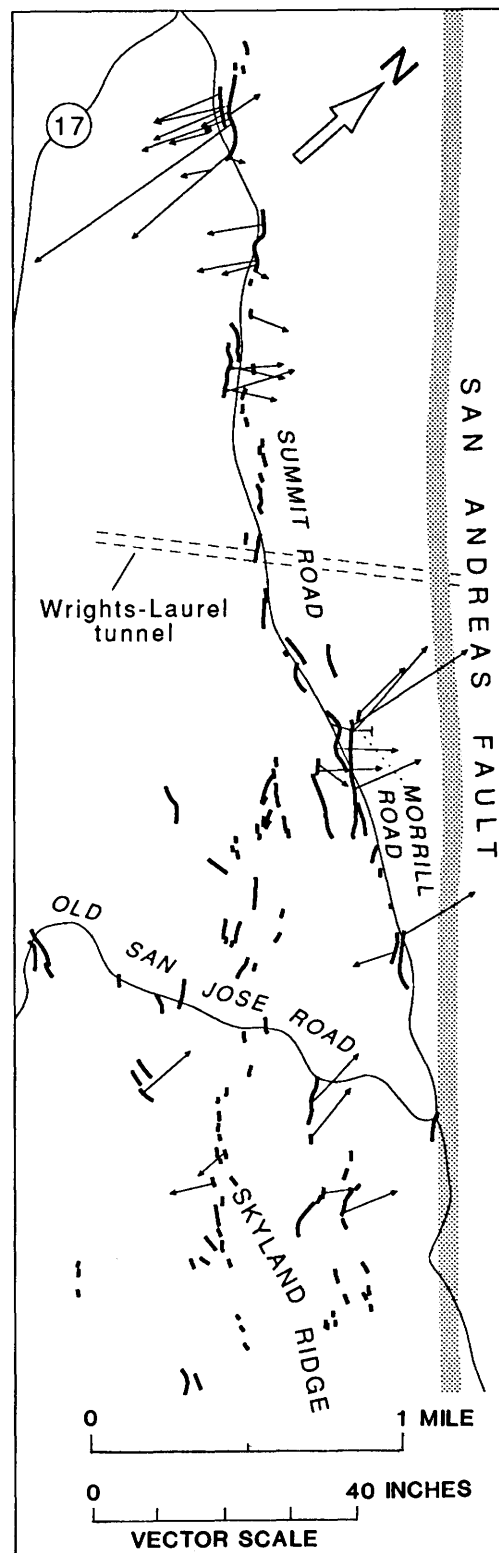 N
17
SAN ANDREAS FAULT
SUMMIT ROAD
Wrights-Laurel
tunnel
MORRILL
ROAD
OLD SAN JOSE ROAD
SKYLAND RIDGE
0 1 MILE
0 40 INCHES
VECTOR SCALE